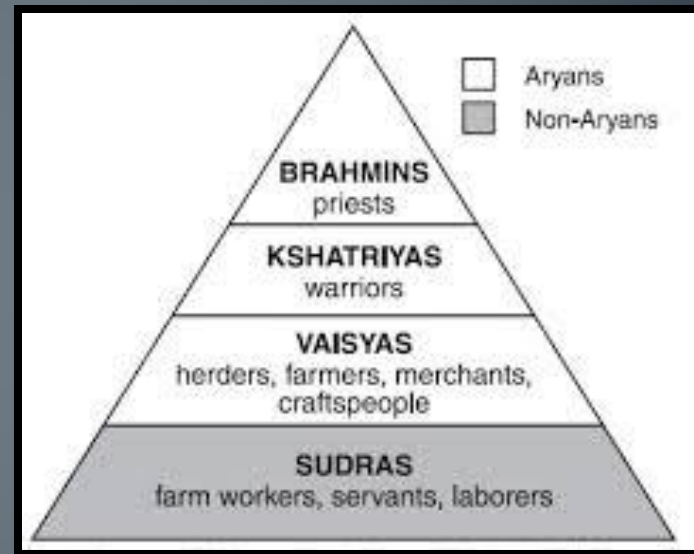 Aryans
Non-Aryans
BRAHMINS
priests
KSHATRIYAS
warriors
VAISYAS
herders, farmers, merchants,
craftspeople
SUDRAS
farm workers, servants, laborers